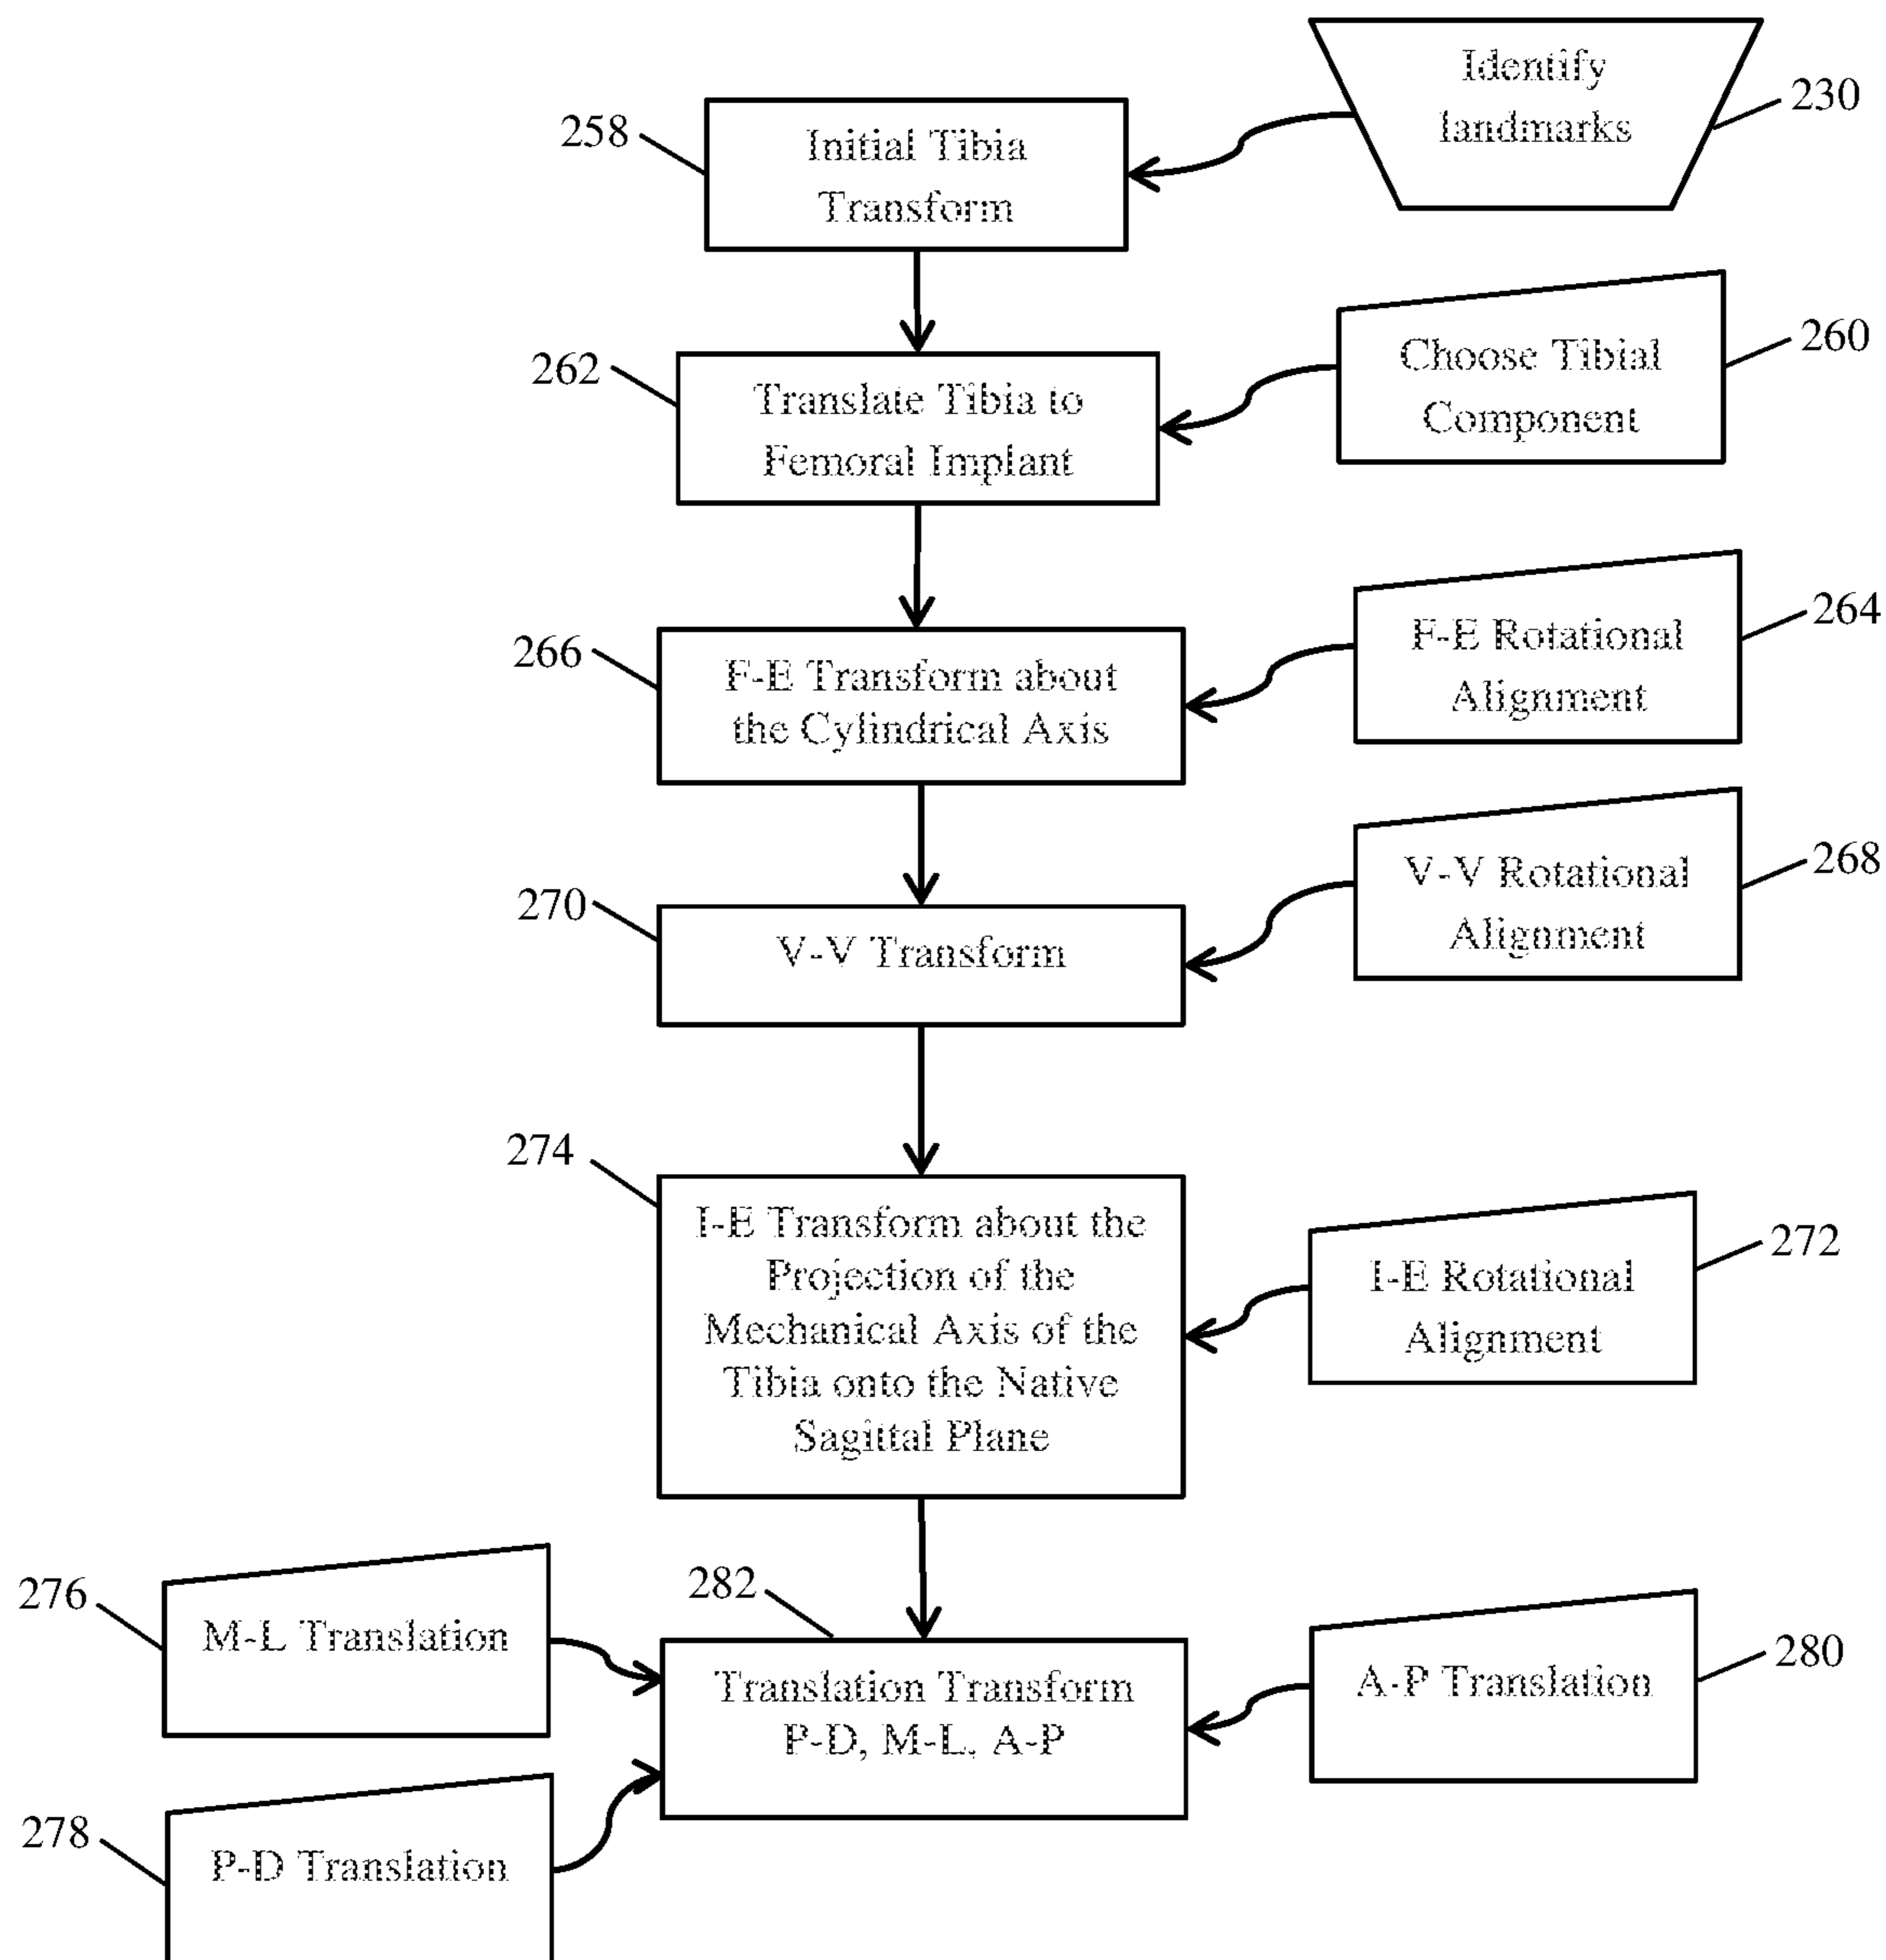 Identify
landmarks
230
258
Initial Tibia
Transform
262
Translate Tibia to
Femoral Implant
Choose Tibial
Component
260
266
F-E Transform about
the Cylindrical Axis
F-E Rotational
Alignment
264
270
V-V Transform
V-V Rotational
Alignment
268
274
I-E Transform about the
Projection of the
Mechanical Axis of the
Tibia onto the Native
Sagittal Plane
I-E Rotational
Alignment
272
276
M-L Translation
282
Translation Transform
P-D, M-L, A-P
A-P Translation
280
278
P-D Translation